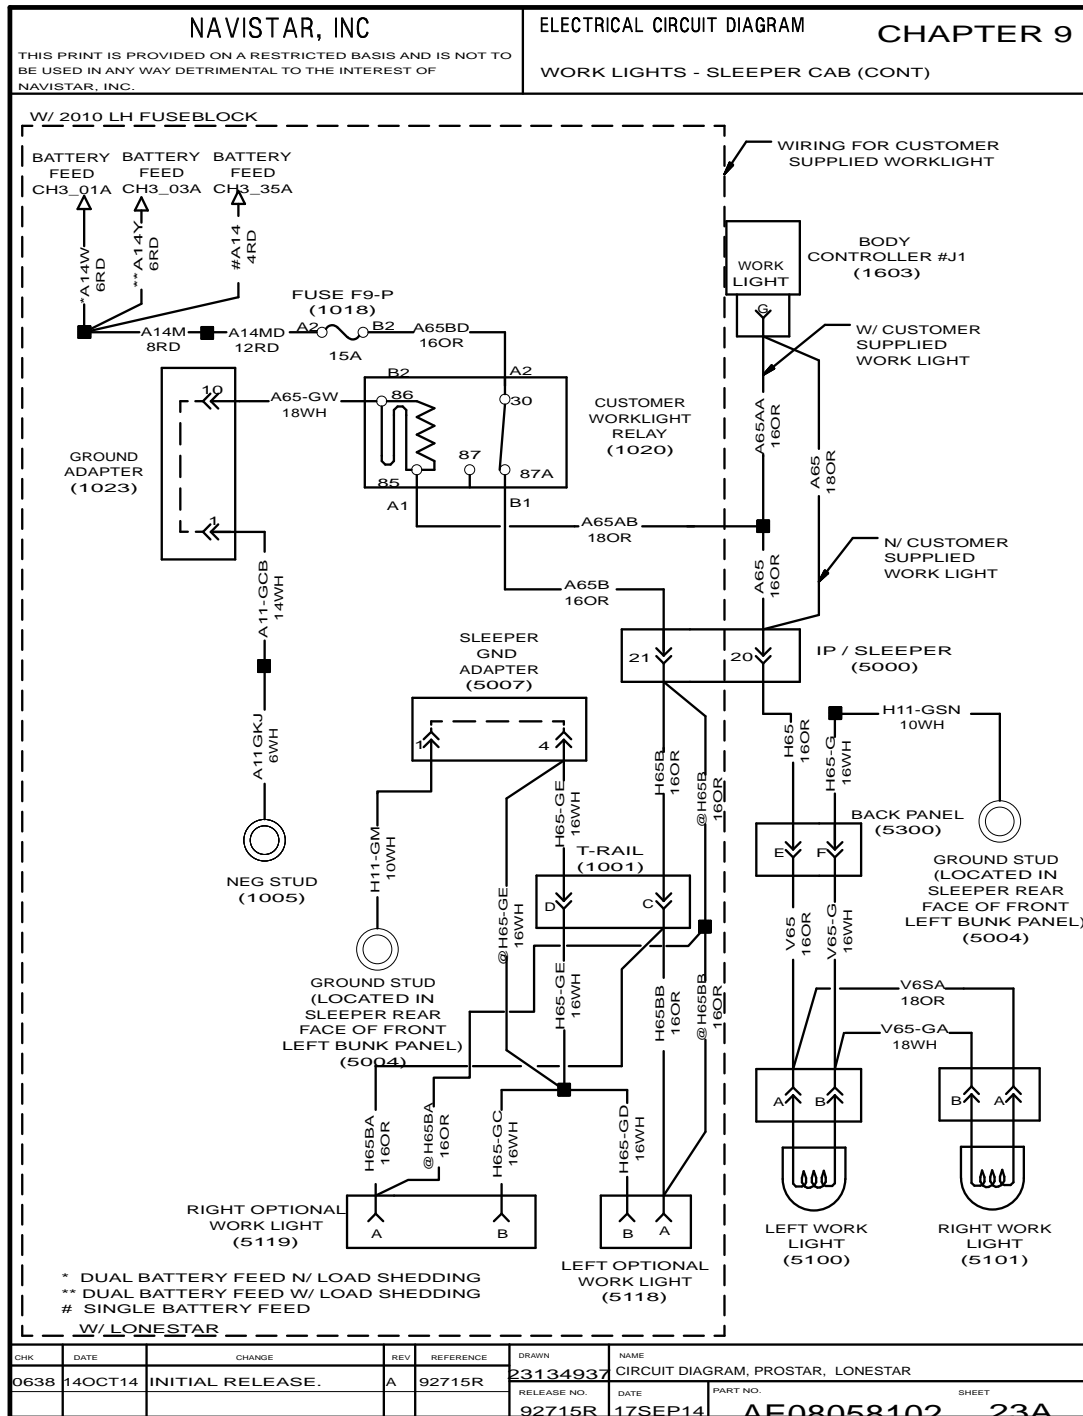 NAVISTAR, INC
THIS PRINT IS PROVIDED ON A RESTRICTED BASIS AND IS NOT TO
BE USED IN ANY WAY DETRIMENTAL TO THE INTEREST OF
NAVISTAR, INC.
ELECTRICAL CIRCUIT DIAGRAM
CHAPTER 9
WORK LIGHTS - SLEEPER CAB (CONT)
W/ 2010 LH FUSEBLOCK
BATTERY
FEED
CH3_01A
BATTERY
FEED
CH3_03A
BATTERY
FEED
CH3_35A
WIRING FOR CUSTOMER
SUPPLIED WORKLIGHT
*A14W
6RD
**A14Y
6RD
#A14
4RD
BODY
CONTROLLER #J1
(1603)
WORK
LIGHT
G
FUSE F9-P
(1018)
A14M
8RD
A14MD
12RD
A2
B2
15A
A65BD
16OR
W/ CUSTOMER
SUPPLIED
WORK LIGHT
B2
A2
10
A65-GW
18WH
86
30
CUSTOMER
WORKLIGHT
RELAY
(1020)
A65AA
16OR
A65
18OR
GROUND
ADAPTER
(1023)
87
87A
85
A1
B1
1
A65AB
18OR
N/ CUSTOMER
SUPPLIED
WORK LIGHT
A11-GCB
14WH
A65B
16OR
A65
16OR
SLEEPER
GND
ADAPTER
(5007)
21
20
IP / SLEEPER
(5000)
A11GKJ
6WH
1
4
H65B
16OR
@H65B
16OR
H65
16OR
H65-G
16WH
H11-GSN
10WH
NEG STUD
(1005)
H11-GM
10WH
H65-GE
16WH
@H65-GE
16WH
T-RAIL
(1001)
D
C
BACK PANEL
(5300)
E
F
GROUND STUD
(LOCATED IN
SLEEPER REAR
FACE OF FRONT
LEFT BUNK PANEL)
(5004)
V65
16OR
V65-G
16WH
GROUND STUD
(LOCATED IN
SLEEPER REAR
FACE OF FRONT
LEFT BUNK PANEL)
(5004)
H65-GE
16WH
H65BB
16OR
@H65BB
16OR
V6SA
18OR
V65-GA
18WH
H65BA
16OR
@H65BA
16OR
H65-GC
16WH
H65-GD
16WH
A
B
B
A
RIGHT OPTIONAL
WORK LIGHT
(5119)
A
B
B
A
LEFT OPTIONAL
WORK LIGHT
(5118)
LEFT WORK
LIGHT
(5100)
RIGHT WORK
LIGHT
(5101)
* DUAL BATTERY FEED N/ LOAD SHEDDING
** DUAL BATTERY FEED W/ LOAD SHEDDING
# SINGLE BATTERY FEED
W/ LONESTAR
CHK DATE CHANGE REV REFERENCE
0638 14OCT14 INITIAL RELEASE. A 92715R
DRAWN
23134937
NAME
CIRCUIT DIAGRAM, PROSTAR, LONESTAR
RELEASE NO.
92715R
DATE
17SEP14
PART NO.
AE08058102
SHEET
23A